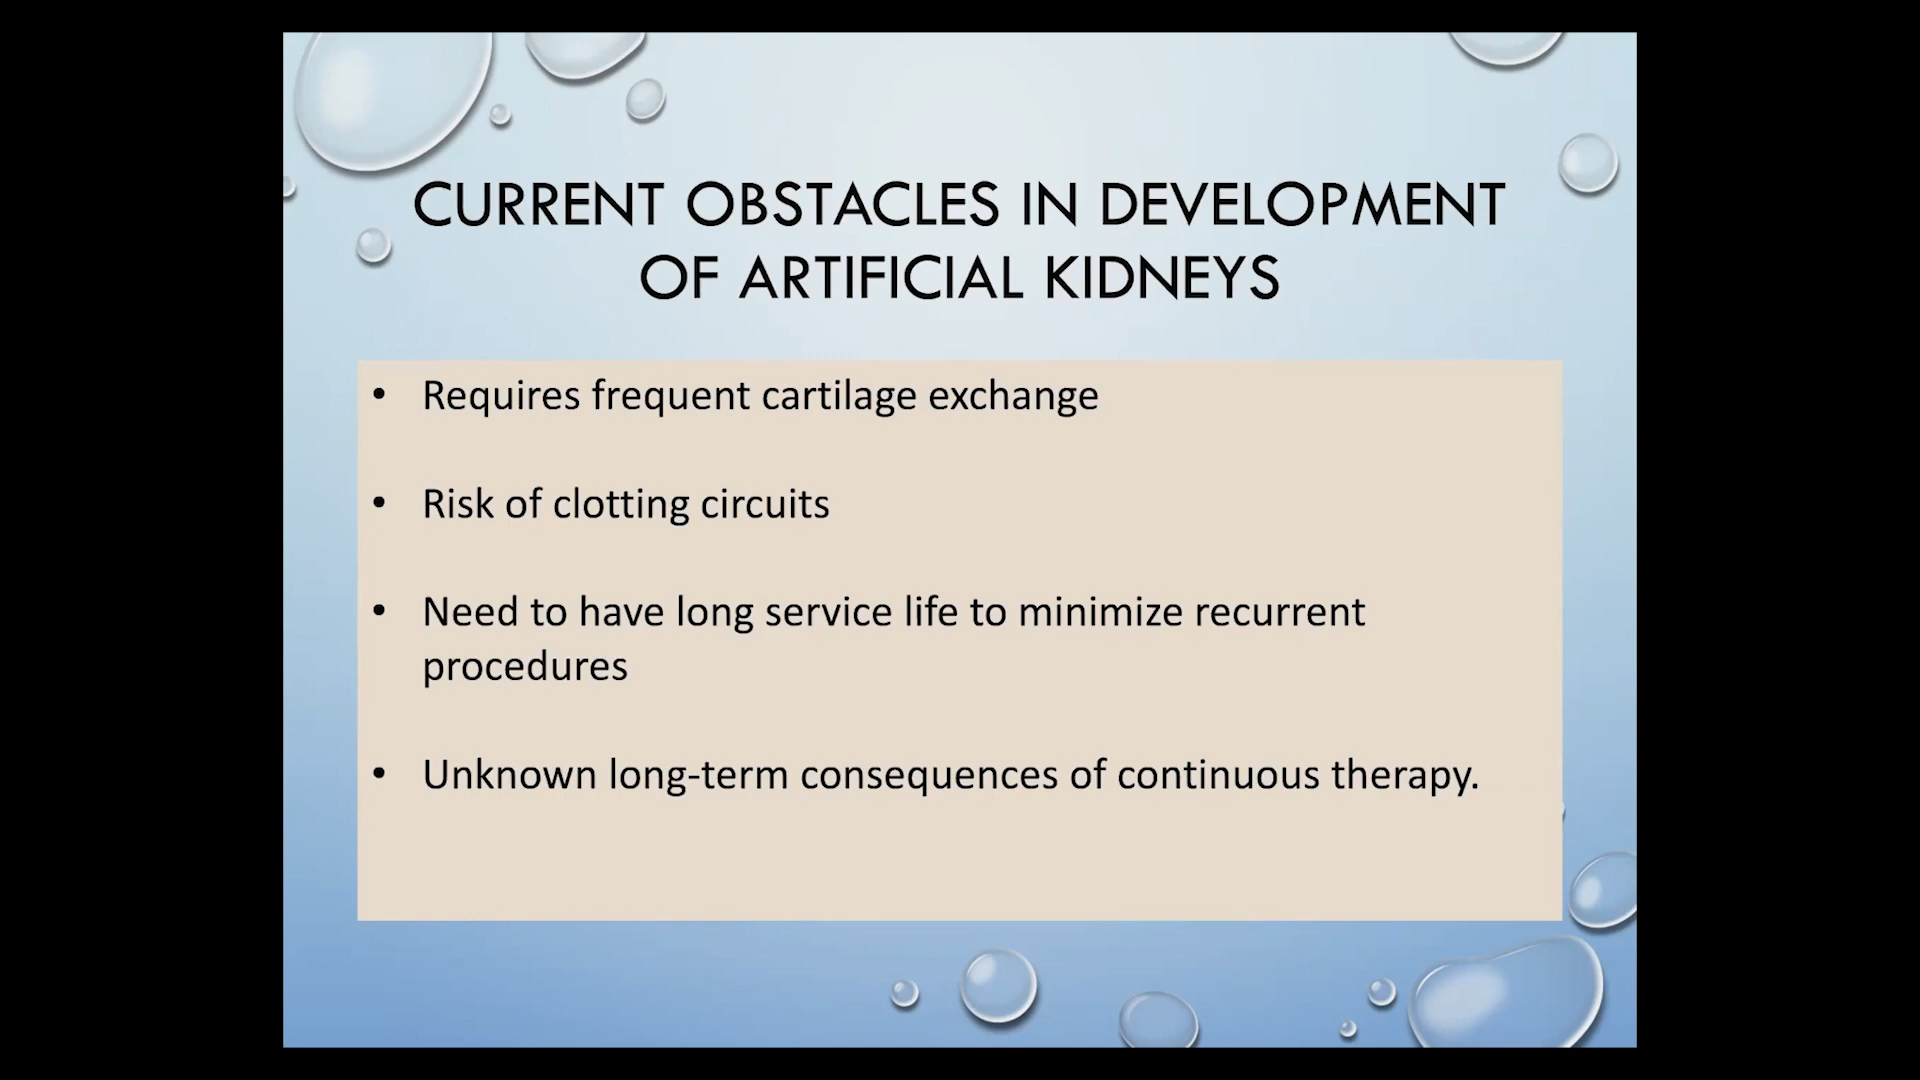 CURRENT OBSTACLES IN DEVELOPMENT
OF ARTIFICIAL KIDNEYS
• Requires frequent cartilage exchange
• Risk of clotting circuits
• Need to have long service life to minimize recurrent
procedures
• Unknown long-term consequences of continuous therapy.